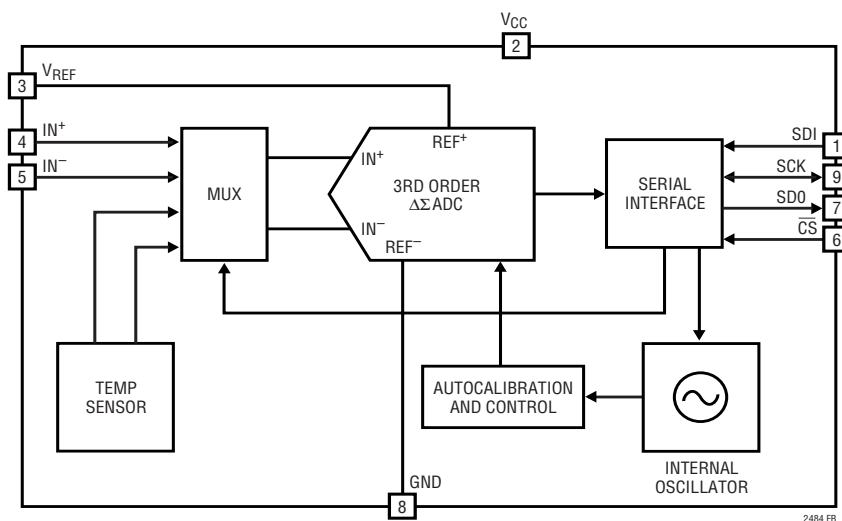 VCC
2
3
VREF
4
IN+
5
IN−
MUX
IN+
REF+
3RD ORDER
ΔΣ ADC
IN−
REF−
SERIAL
INTERFACE
SDI
1
SCK
9
SD0
7
CS
6
TEMP
SENSOR
AUTOCALIBRATION
AND CONTROL
INTERNAL
OSCILLATOR
GND
8
2484 FB